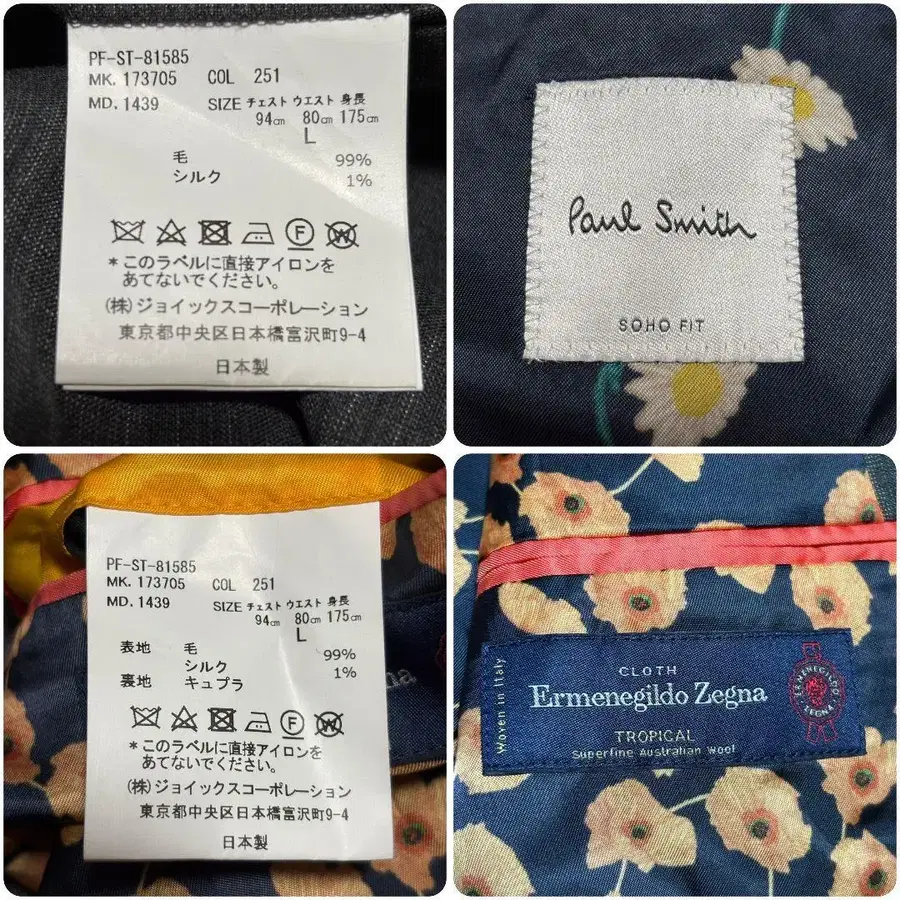 PF-ST-81585
MK. 173705 COL 251
MD. 1439 SIZE チェスト ウエスト 身長
94cm 80cm 175cm
L
毛 99%
シルク 1%
F W
*このラベルに直接アイロンを
あてないでください。
(株)ジョイックスコーポレーション
東京都中央区日本橋富沢町9-4
日本製
Paul Smith
SOHO FIT
PF-ST-81585
MK. 173705 COL 251
MD. 1439 SIZE チェスト ウエスト 身長
94cm 80cm 175cm
L
表地 毛 99%
シルク 1%
裏地 キュプラ
F W
*このラベルに直接アイロンを
あてないでください。
(株)ジョイックスコーポレーション
東京都中央区日本橋富沢町9-4
日本製
gna
Woven in Italy
CLOTH
Ermenegildo Zegna
TROPICAL
Superfine Australian Wool
ERMENEGILDO
ZEGNA